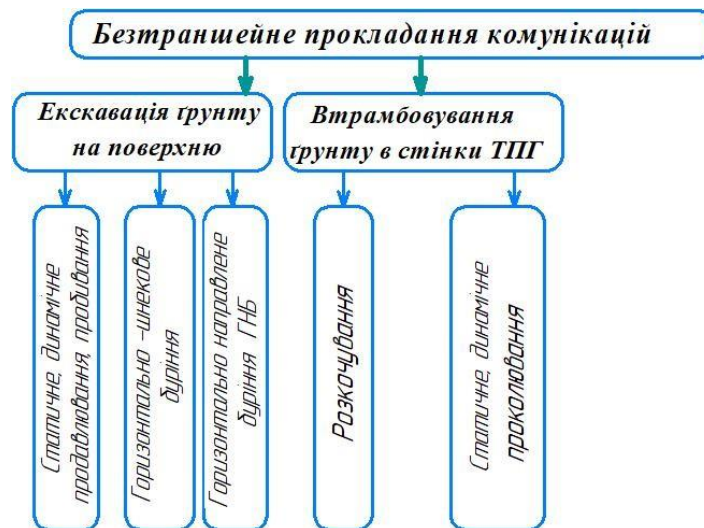 Безтраншейне прокладання комунікацій
Екскавація ґрунту
на поверхню
Втрамбовування
ґрунту в стінки ТПГ
Статичне, динамічне
продавлювання, пробивання
Горизонтально -шнекове
буріння
Горизонтально направлене
буріння ГНБ
Розкочування
Статичне, динамічне
проколювання